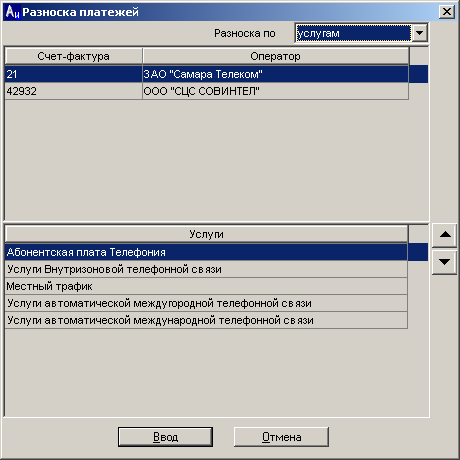 Аи Разноска платежей
Разноска по услугам
Счет-фактура Оператор
21 ЗАО "Самара Телеком"
42932 ООО "СЦС СОВИНТЕЛ"
Услуги
Абонентская плата Телефония
Услуги Внутризоновой телефонной связи
Местный трафик
Услуги автоматической междугородной телефонной связи
Услуги автоматической международной телефонной связи
Ввод Отмена